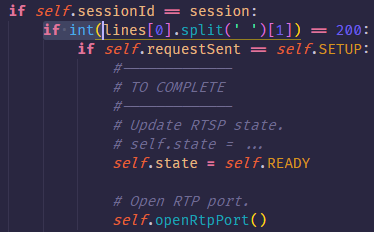 if self.sessionId == session:
if int(lines[0].split(' ')[1]) == 200:
if self.requestSent == self.SETUP:
#-------------
# TO COMPLETE
#-------------
# Update RTSP state.
# self.state = ...
self.state = self.READY
# Open RTP port.
self.openRtpPort()